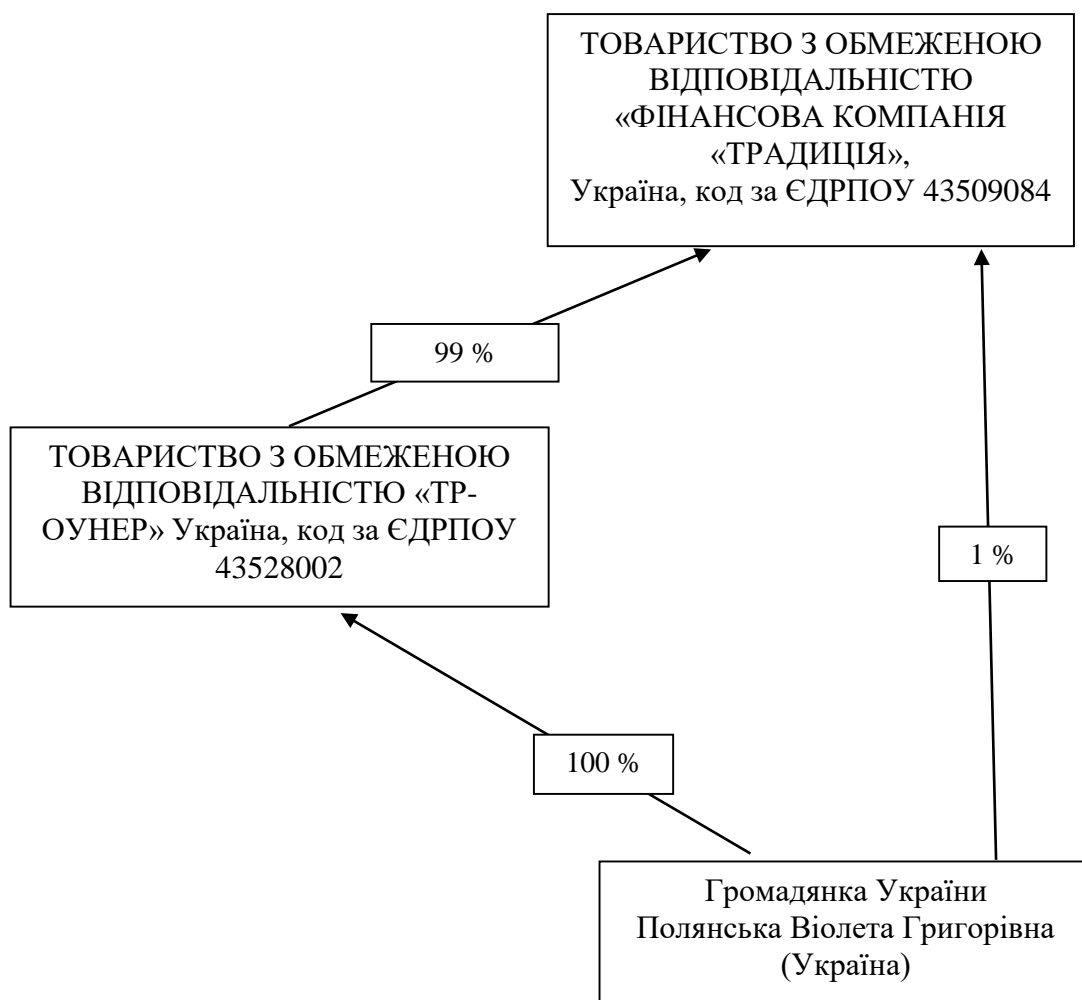 ТОВАРИСТВО З ОБМЕЖЕНОЮ
ВІДПОВІДАЛЬНІСТЮ
«ФІНАНСОВА КОМПАНІЯ
«ТРАДИЦІЯ»,
Україна, код за ЄДРПОУ 43509084
99 %
ТОВАРИСТВО З ОБМЕЖЕНОЮ
ВІДПОВІДАЛЬНІСТЮ «ТР-
ОУНЕР» Україна, код за ЄДРПОУ
43528002
1 %
100 %
Громадянка України
Полянська Віолета Григорівна
(Україна)